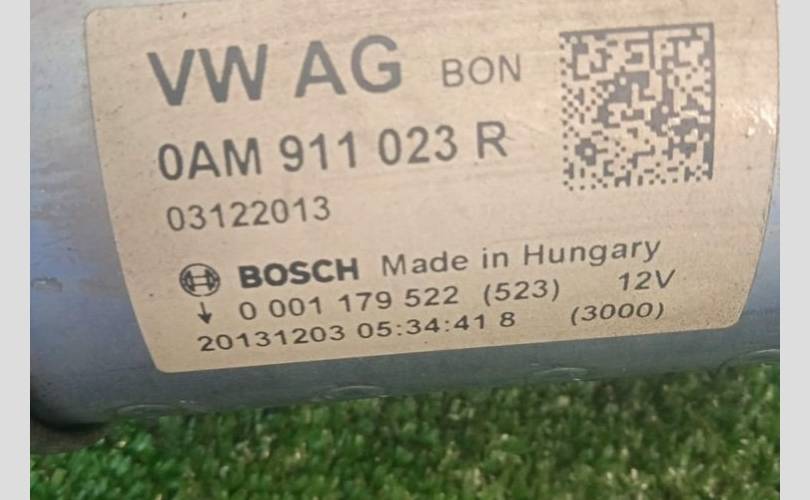 VW AG BON
0AM 911 023 R
03122013
BOSCH Made in Hungary
0 001 179 522 (523) 12V
20131203 05:34:41 8 (3000)